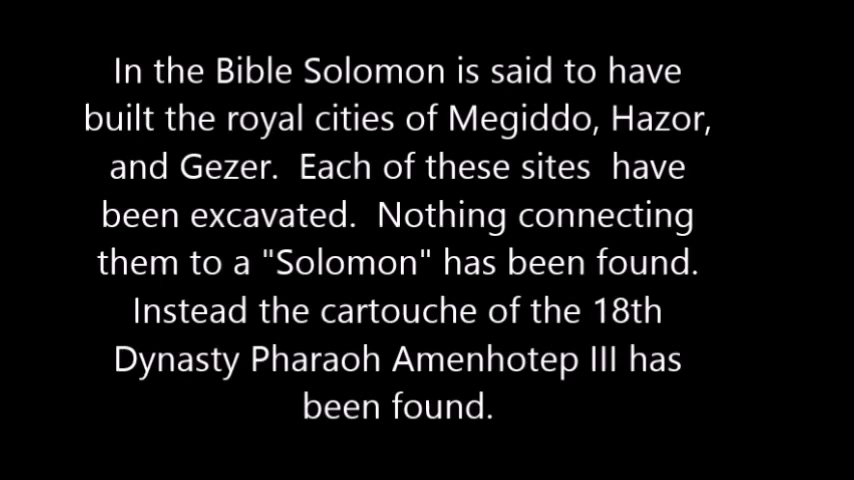 In the Bible Solomon is said to have
built the royal cities of Megiddo, Hazor,
and Gezer.  Each of these sites  have
been excavated.  Nothing connecting
them to a "Solomon" has been found.
Instead the cartouche of the 18th
Dynasty Pharaoh Amenhotep III has
been found.